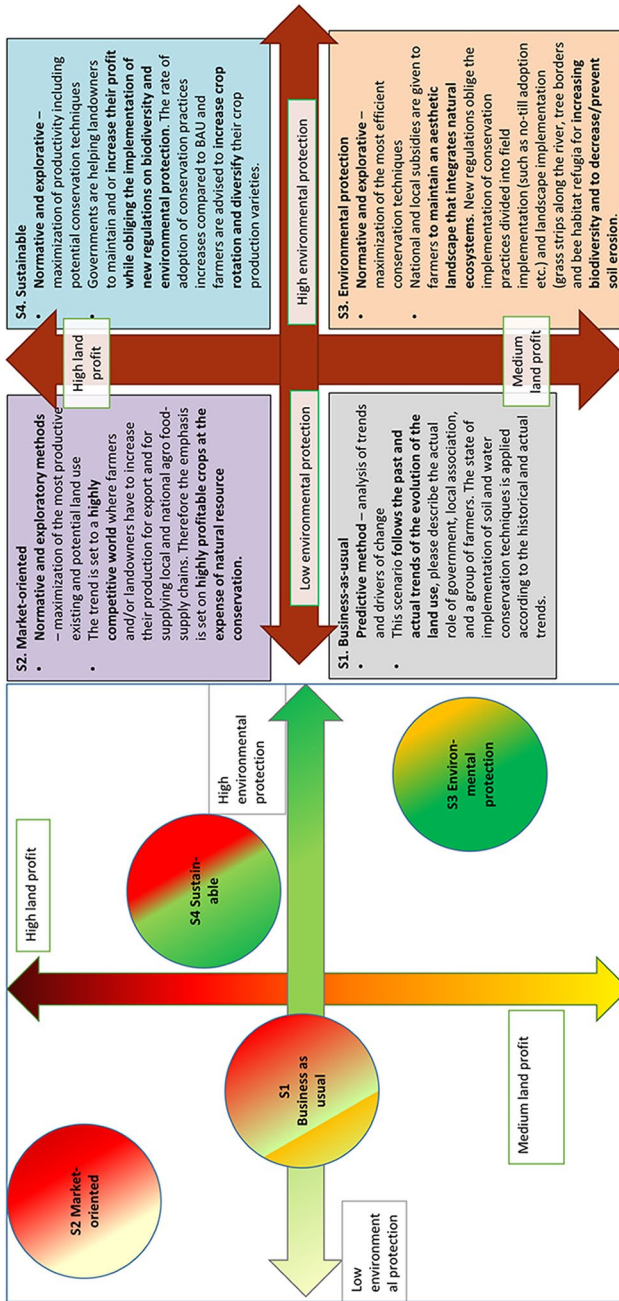 High land profit
S2 Market-
oriented
S4 Sustain-
able
High
environmental
protection
S1
Business as
usual
Low
environment
al protection
S3 Environ-
mental
protection
Medium land profit
S2. Market-oriented
• Normative and exploratory methods
– maximization of the most productive
existing and potential land use
• The trend is set to a highly
competitive world where farmers
and/or landowners have to increase
their production for export and for
supplying local and national agro food-
supply chains. Therefore the emphasis
is set on highly profitable crops at the
expense of natural resource
conservation.
High land
profit
S4. Sustainable
• Normative and explorative –
maximization of productivity including
potential conservation techniques
• Governments are helping landowners
to maintain and or increase their profit
while obliging the implementation of
new regulations on biodiversity and
environmental protection. The rate of
adoption of conservation practices
increases compared to BAU and
farmers are advised to increase crop
rotation and diversify their crop
production varieties.
Low environmental protection
High environmental protection
S1. Business-as-usual
• Predictive method – analysis of trends
and drivers of change
• This scenario follows the past and
actual trends of the evolution of the
land use, please describe the actual
role of government, local association,
and a group of farmers. The state of
implementation of soil and water
conservation techniques is applied
according to the historical and actual
trends.
Medium
land profit
S3. Environmental protection
• Normative and explorative –
maximization of the most efficient
conservation techniques
• National and local subsidies are given to
farmers to maintain an aesthetic
landscape that integrates natural
ecosystems. New regulations oblige the
implementation of conservation
practices divided into field
implementation (such as no-till adoption
etc.) and landscape implementation
(grass strips along the river, tree borders
and bee habitat refugia for increasing
biodiversity and to decrease/prevent
soil erosion.